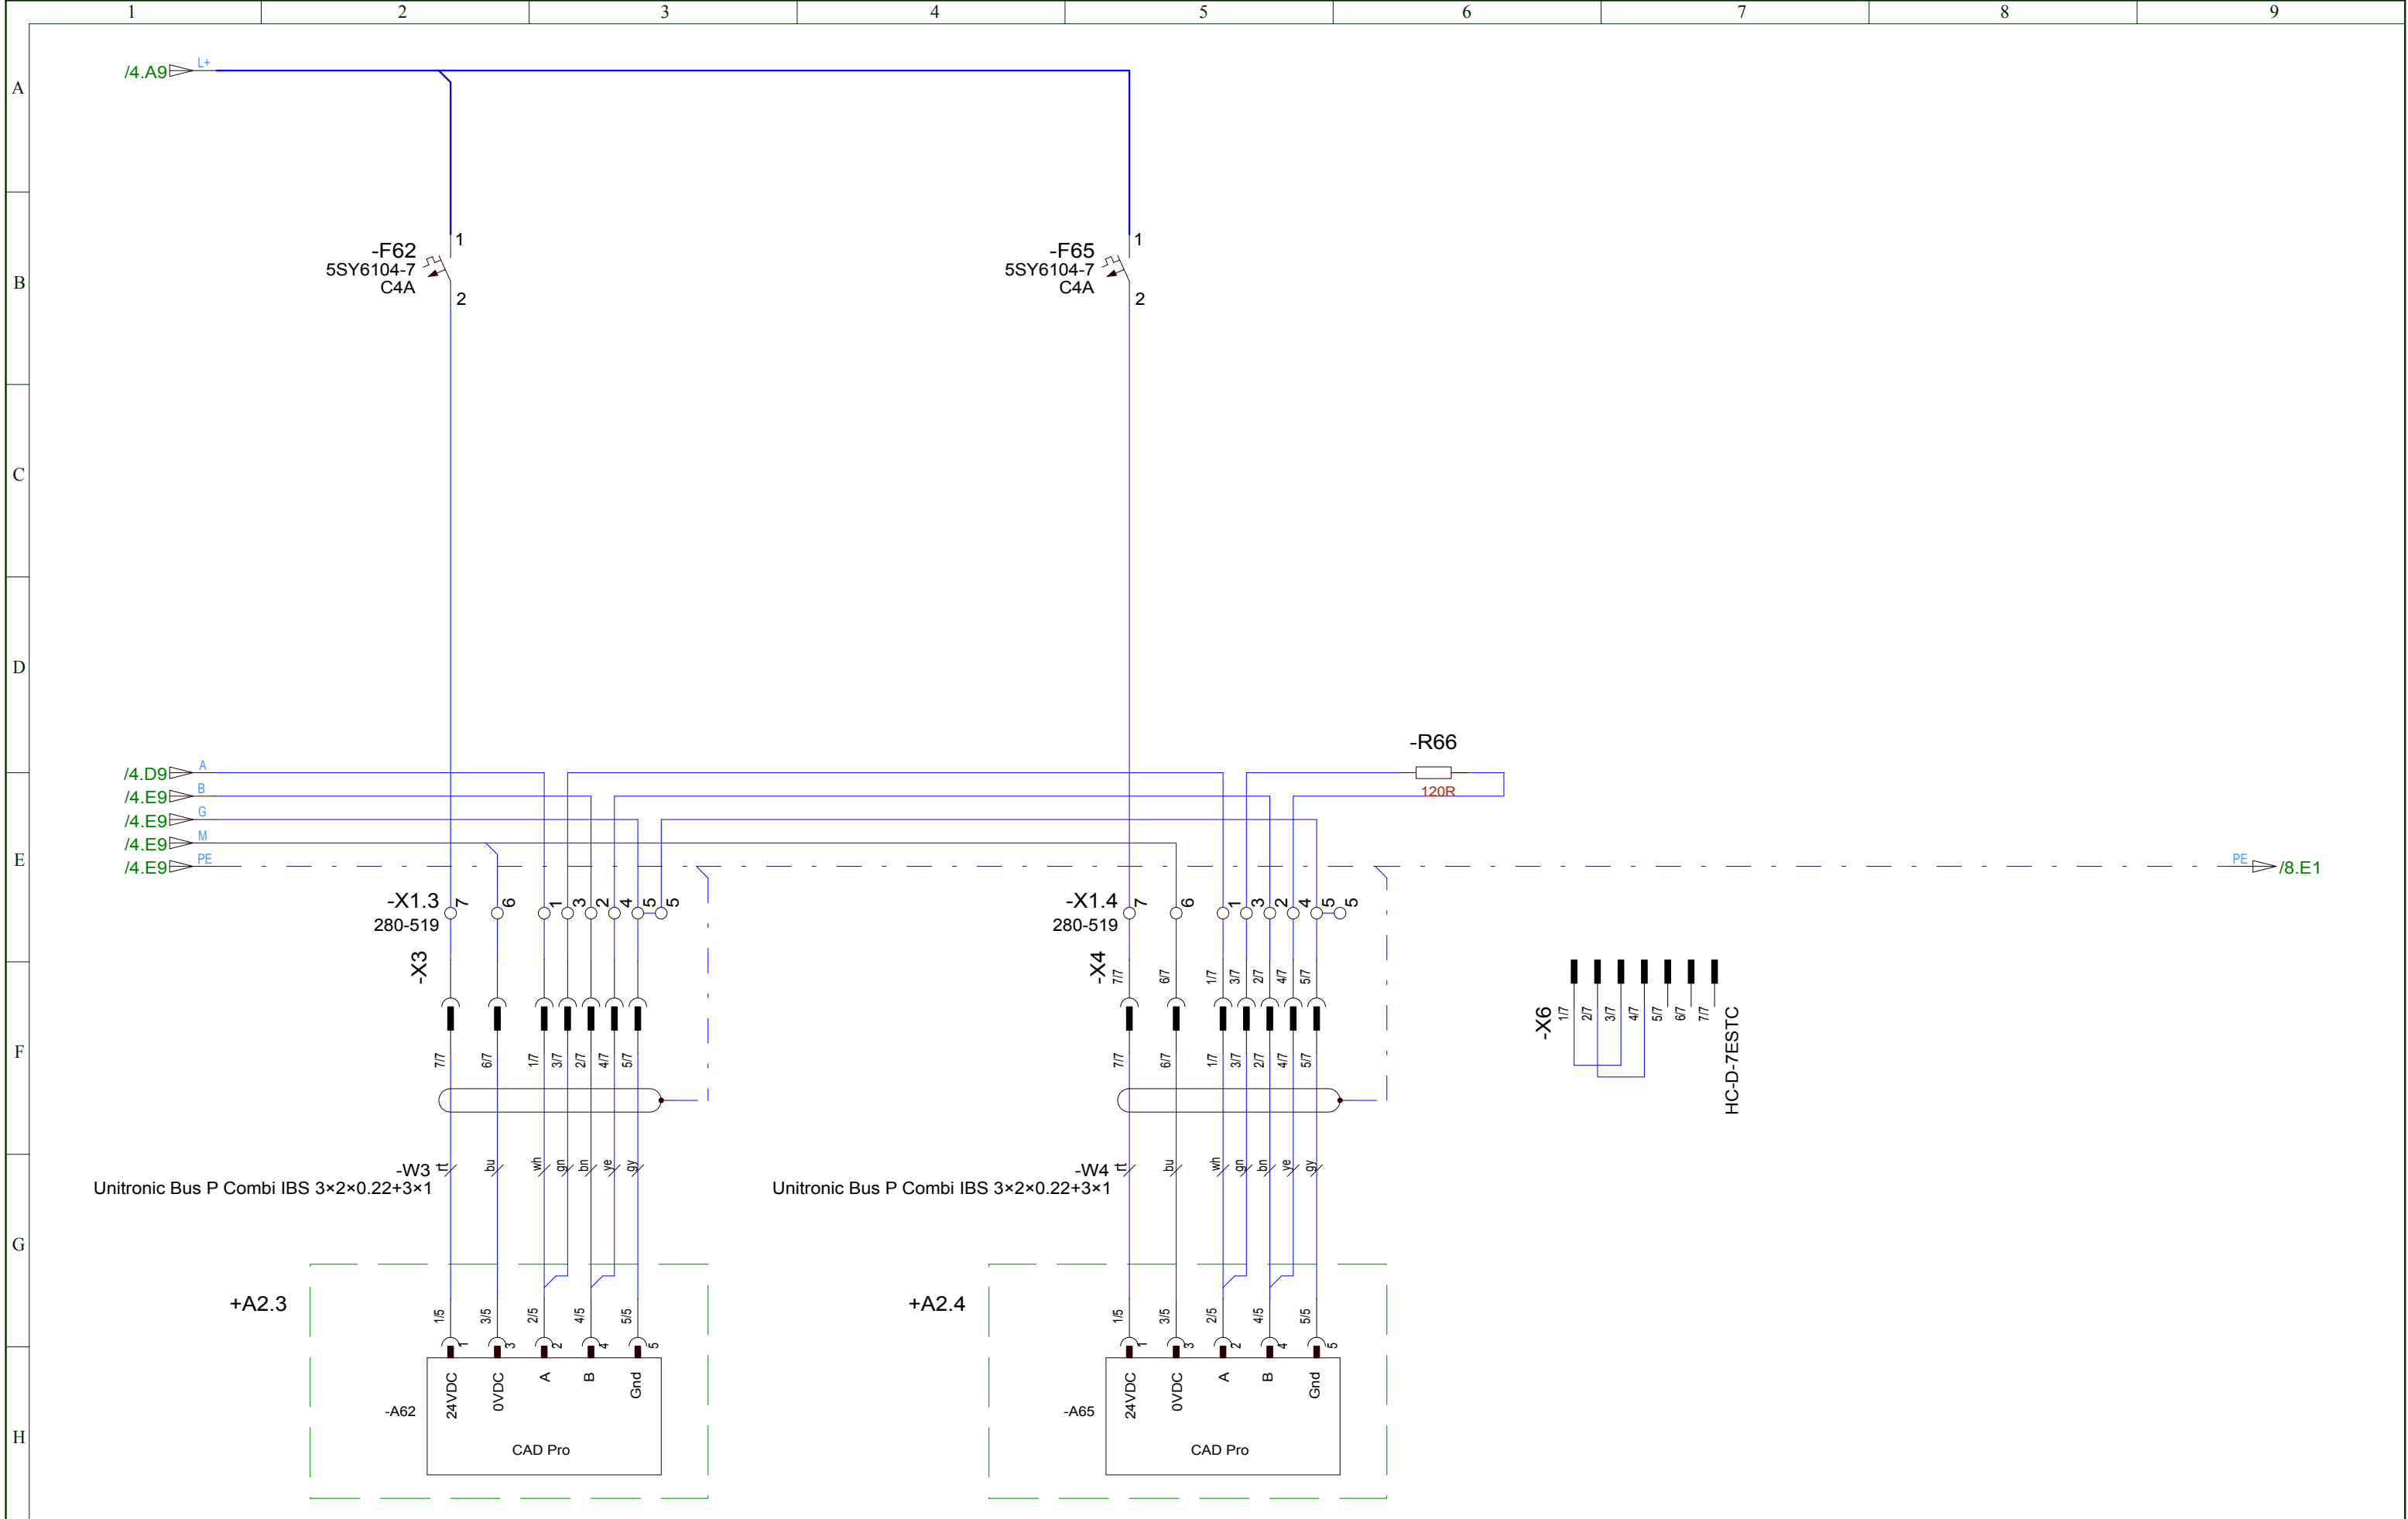 1 2 3 4 5 6 7 8 9
A
/4.A9 L+
B
-F62
5SY6104-7
C4A
1
2
-F65
5SY6104-7
C4A
1
2
C
D
-R66
120R
/4.D9 A
/4.E9 B
/4.E9 G
/4.E9 M
E
/4.E9 PE
PE /8.E1
-X1.3
280-519
7 6 1 3 2 4 5 5
-X1.4
280-519
7 6 1 3 2 4 5 5
-X3
-X4
7/7 6/7 1/7 3/7 2/7 4/7 5/7
F
7/7 6/7 1/7 3/7 2/7 4/7 5/7
7/7 6/7 1/7 3/7 2/7 4/7 5/7
-X6
1/7 2/7 3/7 4/7 5/7 6/7 7/7
HC-D-7ESTC
-W3 rt bu wh gn bn ye gy
Unitronic Bus P Combi IBS 3×2×0.22+3×1
-W4 rt bu wh gn bn ye gy
Unitronic Bus P Combi IBS 3×2×0.22+3×1
G
+A2.3
1/5 3/5 2/5 4/5 5/5
1 3 2 4 5
+A2.4
1/5 3/5 2/5 4/5 5/5
1 3 2 4 5
H
-A62
24VDC 0VDC A B Gnd
CAD Pro
-A65
24VDC 0VDC A B Gnd
CAD Pro